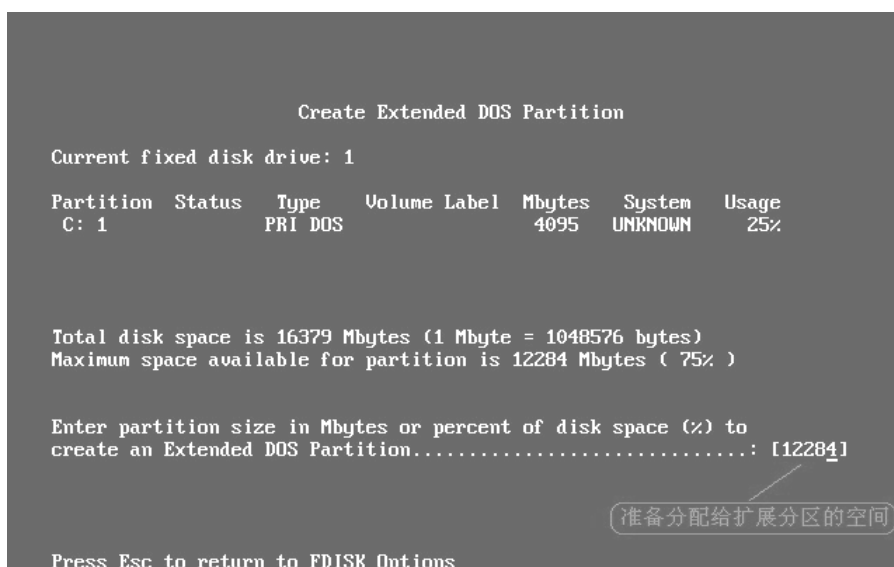 Create Extended DOS Partition
Current fixed disk drive: 1
Partition Status Type Volume Label Mbytes System Usage
C: 1 PRI DOS 4095 UNKNOWN 25%
Total disk space is 16379 Mbytes (1 Mbyte = 1048576 bytes)
Maximum space available for partition is 12284 Mbytes ( 75% )
Enter partition size in Mbytes or percent of disk space (%) to
create an Extended DOS Partition..............................: [12284]
准备分配给扩展分区的空间
Press Esc to return to FDISK Options